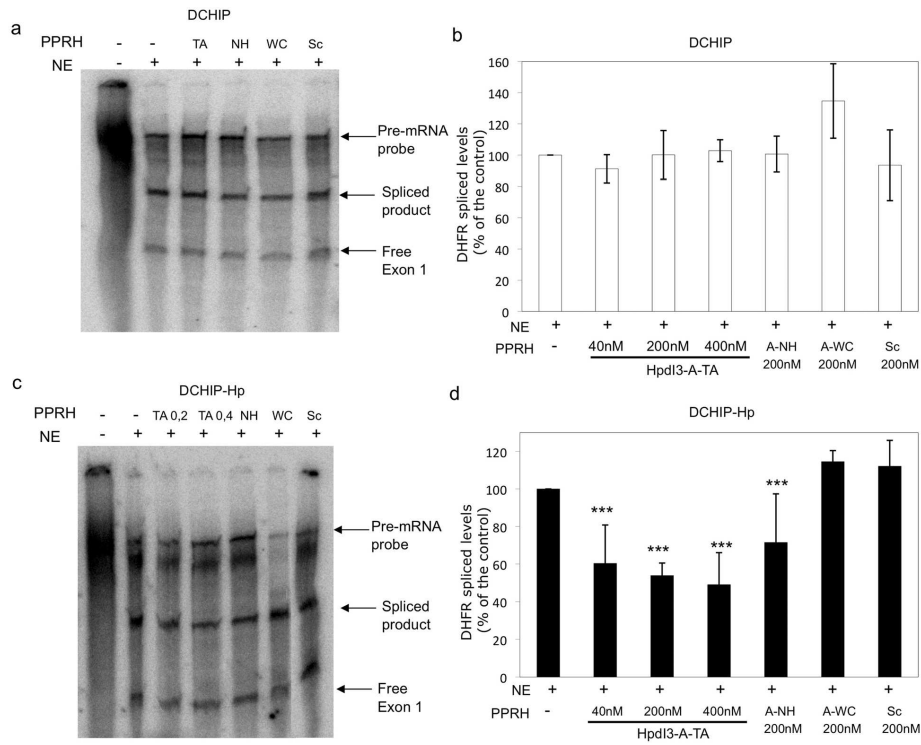 a
DCHIP
PPRH - - TA NH WC Sc
NE - + + + + +
Pre-mRNA
probe
Spliced
product
Free
Exon 1
b
DCHIP
DHFR spliced levels
(% of the control)
160
140
120
100
80
60
40
20
0
NE + + + + + + +
PPRH - 40nM 200nM 400nM A-NH A-WC Sc
200nM 200nM 200nM
HpdI3-A-TA
c
DCHIP-Hp
PPRH - - TA 0,2 TA 0,4 NH WC Sc
NE - + + + + + +
Pre-mRNA
probe
Spliced
product
Free
Exon 1
d
DCHIP-Hp
DHFR spliced levels
(% of the control)
120
100
80
60
40
20
0
*** *** *** ***
NE + + + + + + +
PPRH - 40nM 200nM 400nM A-NH A-WC Sc
200nM 200nM 200nM
HpdI3-A-TA